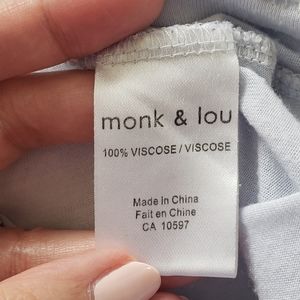 monk & lou
100% VISCOSE / VISCOSE
Made in China
Fait en Chine
CA 10597